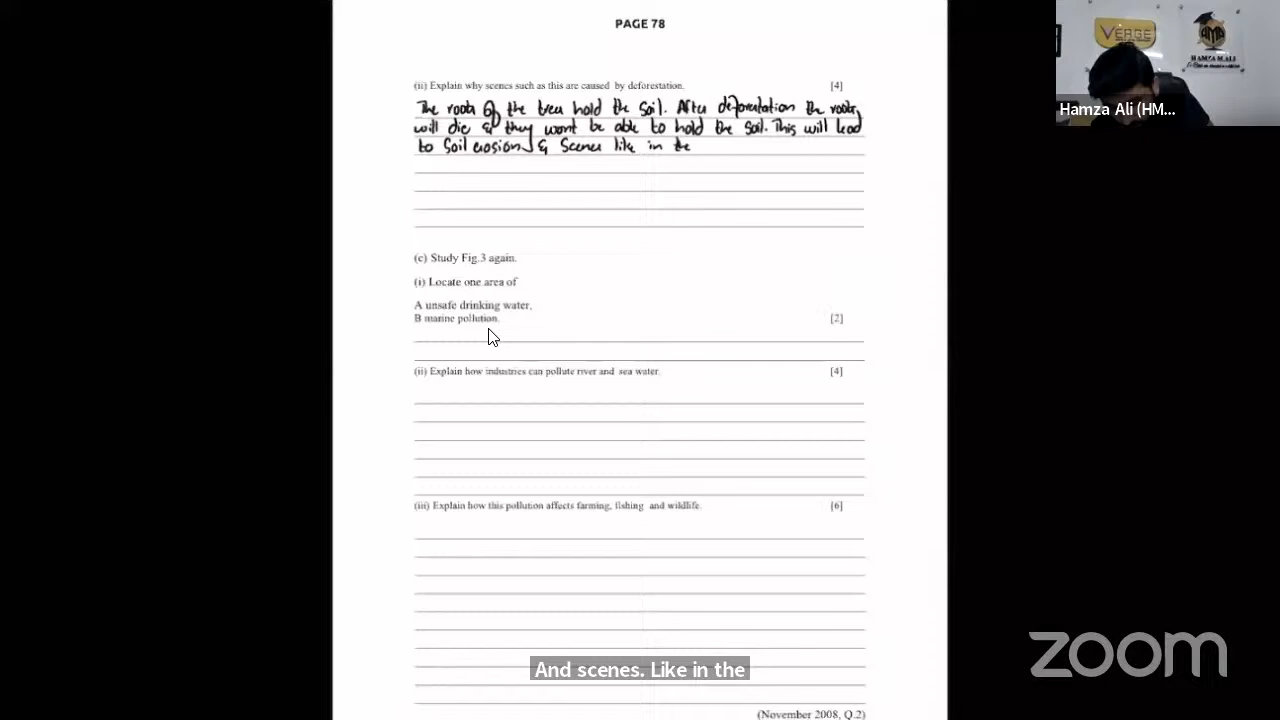 PAGE 78
(ii) Explain why scenes such as this are caused by deforestation. [4]
The roots of the trees hold the soil. After deforestation the roots
will die & they wont be able to hold the soil. This will lead
to soil erosion & scenes like in the
(c) Study Fig.3 again.
(i) Locate one area of
A unsafe drinking water,
B marine pollution. [2]
(ii) Explain how industries can pollute river and sea water. [4]
(iii) Explain how this pollution affects farming, fishing and wildlife. [6]
(November 2008, Q.2)
And scenes. Like in the
VERGE
HAMZA M.ALI
Hamza Ali (HM...
zoom